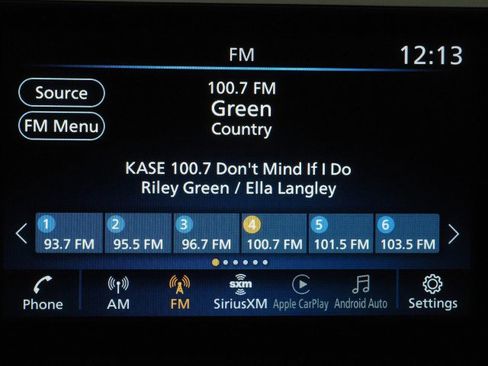 FM
12:13
Source
FM Menu
100.7 FM
Green
Country
KASE 100.7 Don't Mind If I Do
Riley Green / Ella Langley
1 2 3 4 5 6
93.7 FM 95.5 FM 96.7 FM 100.7 FM 101.5 FM 103.5 FM
sxm
Phone AM FM SiriusXM Apple CarPlay Android Auto Settings